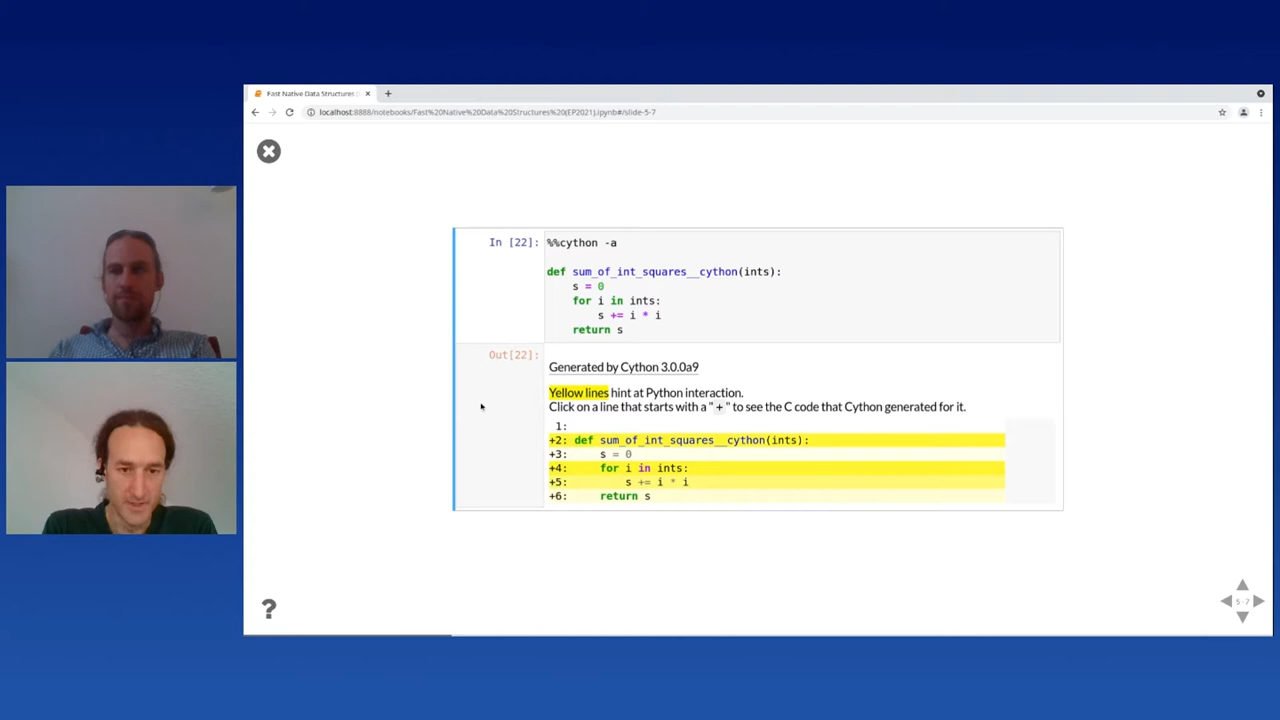 Fast Native Data Structures (
localhost:8888/notebooks/Fast%20Native%20Data%20Structures%20(EP2021).ipynb#/slide-5-7
In [22]:
%%cython -a
def sum_of_int_squares__cython(ints):
s = 0
for i in ints:
s += i * i
return s
Out[22]:
Generated by Cython 3.0.0a9
Yellow lines hint at Python interaction.
Click on a line that starts with a "+" to see the C code that Cython generated for it.
1:
+2: def sum_of_int_squares__cython(ints):
+3: s = 0
+4: for i in ints:
+5: s += i * i
+6: return s
?
5-7